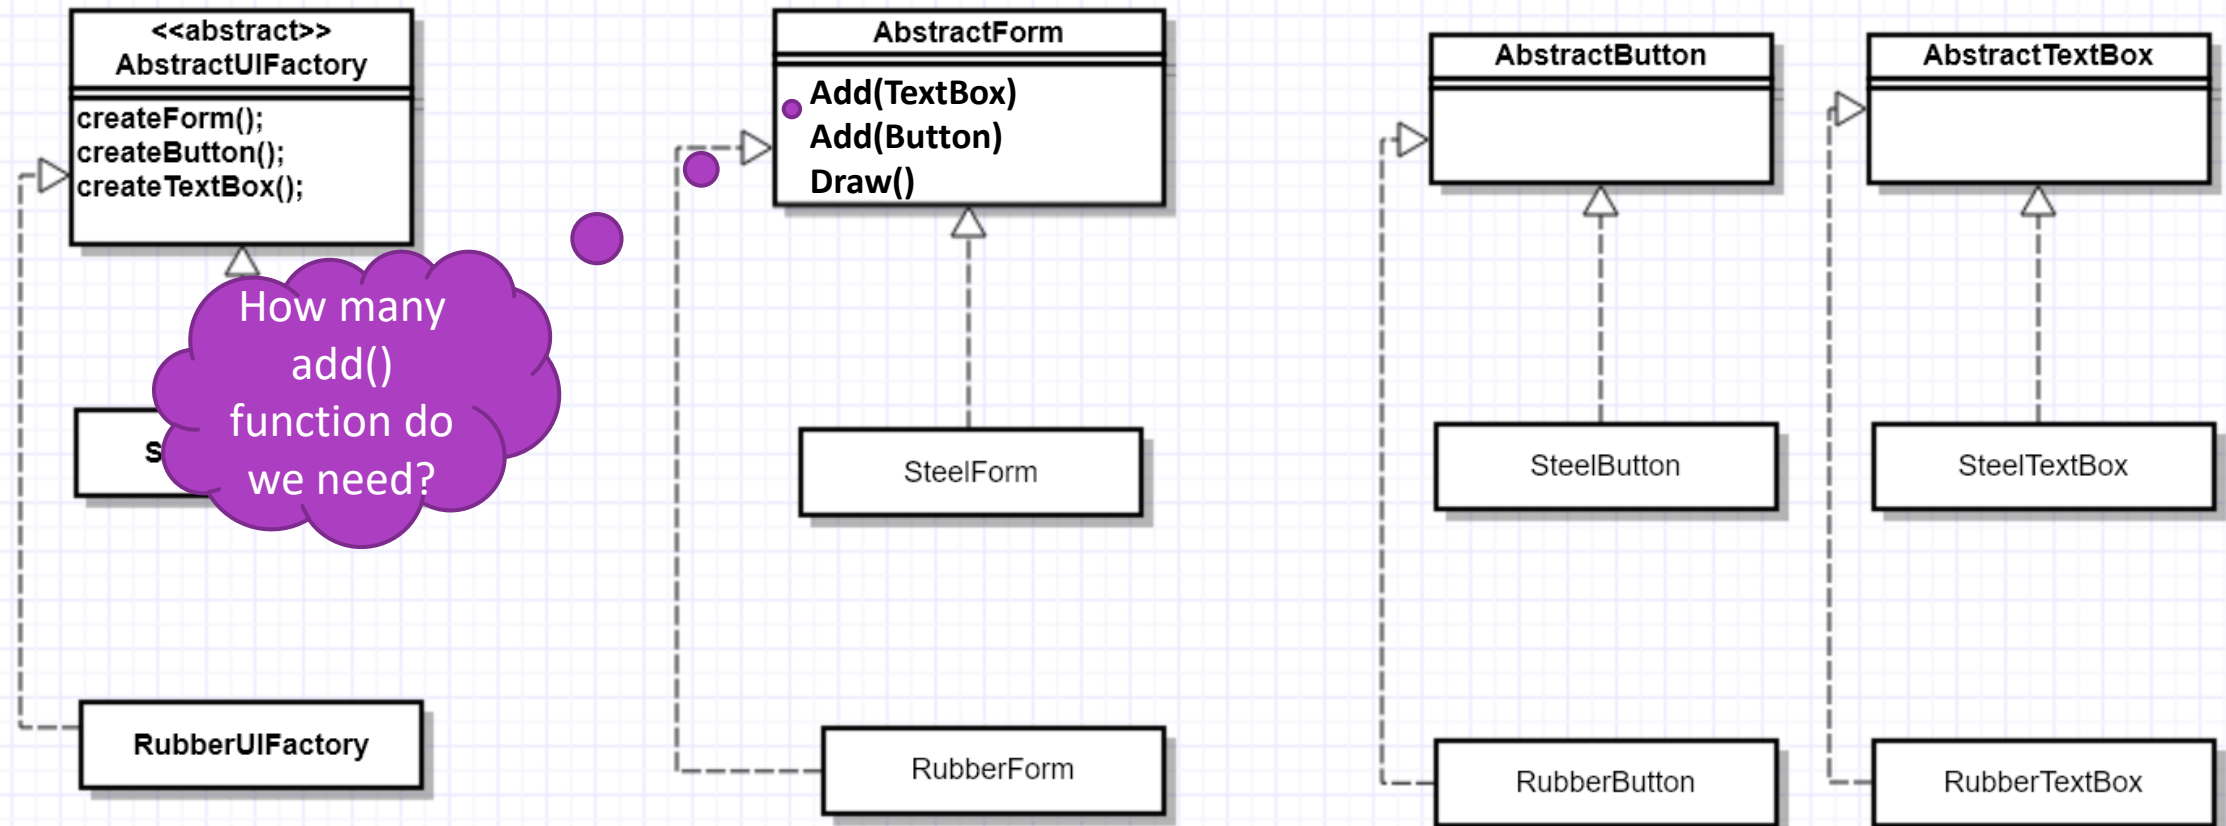 <<abstract>>
AbstractUIFactory
createForm();
createButton();
createTextBox();
AbstractForm
Add(TextBox)
Add(Button)
Draw()
AbstractButton
AbstractTextBox
How many
add()
function do
we need?
S
SteelForm
SteelButton
SteelTextBox
RubberUIFactory
RubberForm
RubberButton
RubberTextBox